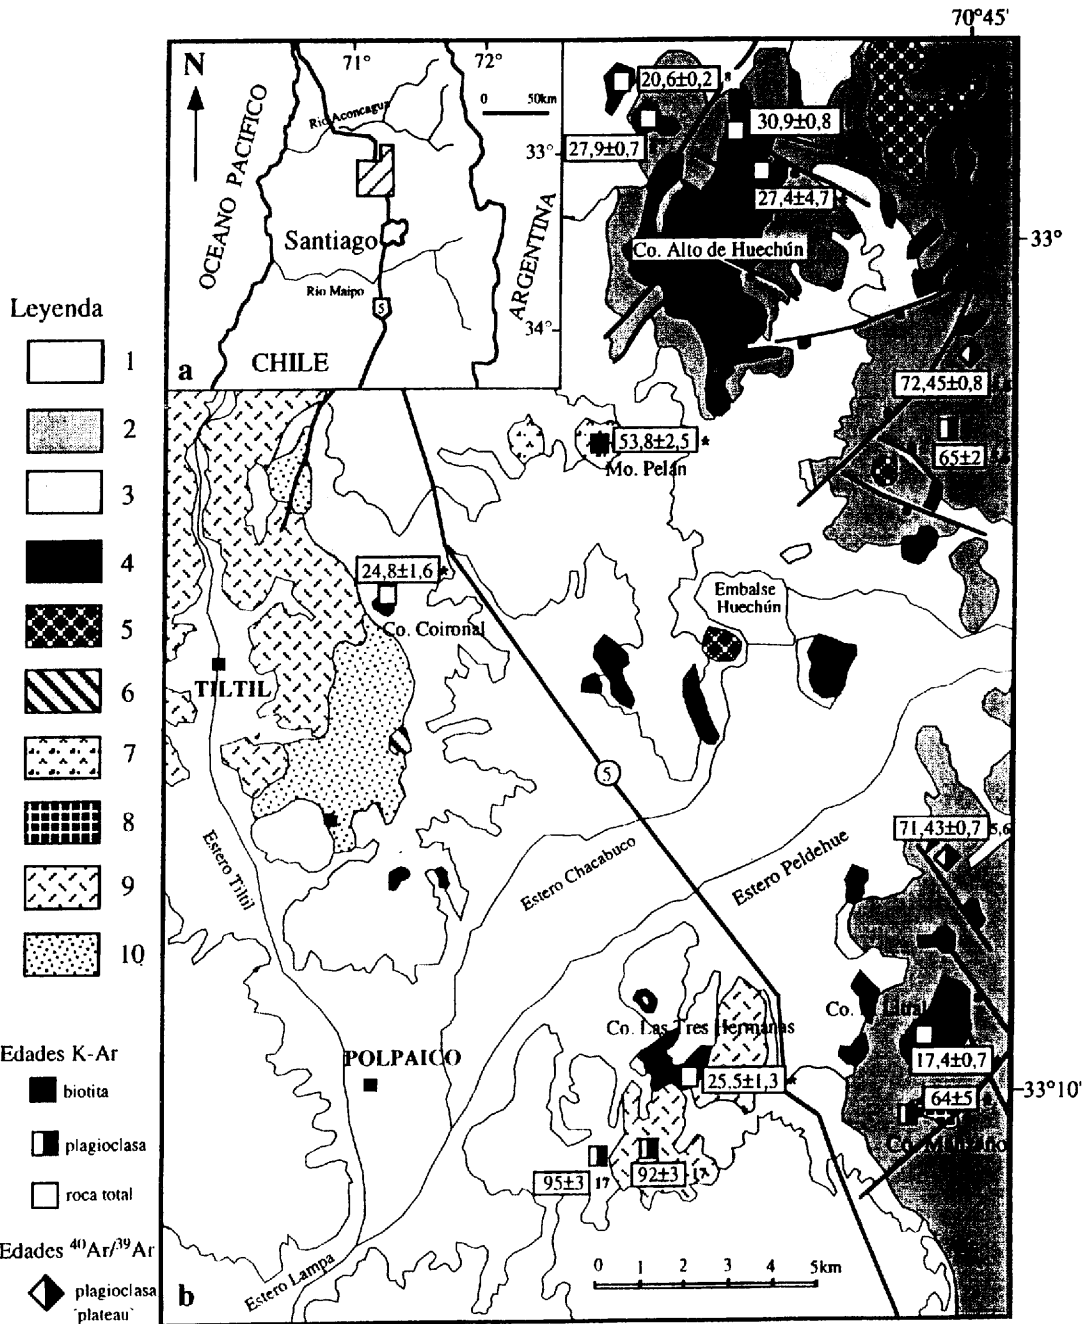 70°45'
N
71°
72°
0 50km
Rio Aconcagua
OCEANO PACIFICO
33°
Santiago
ARGENTINA
Rio Maipo
5
34°
CHILE
a
20,6±0,2
27,9±0,7
30,9±0,8
27,4±4,7
Co. Alto de Huechún
33°
72,45±0,8
65±2
53,8±2,5 *
Mo. Pelán
24,8±1,6 *
Co. Coironal
Embalse
Huechún
TILTIL
5
Estero Tiltil
Estero Chacabuco
Estero Peldehue
71,43±0,7 5,6
Co. Las Tres Hermanas
POLPAICO
17,4±0,7
25,5±1,3 *
64±5
33°10'
95±3 17
92±3 17
Estero Lampa
0 1 2 3 4 5km
b
Leyenda
1
2
3
4
5
6
7
8
9
10
Edades K-Ar
biotita
plagioclasa
roca total
Edades ⁴⁰Ar/³⁹Ar
plagioclasa
'plateau'